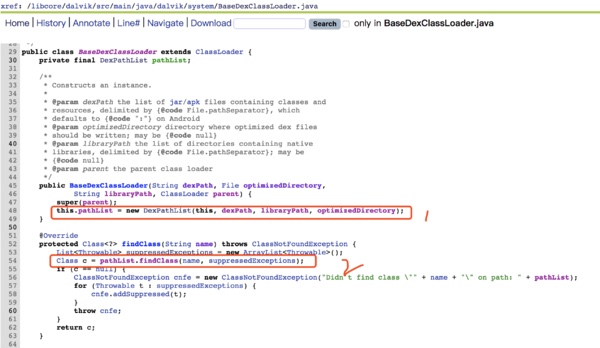 xref: /libcore/dalvik/src/main/java/dalvik/system/BaseDexClassLoader.java
Home | History | Annotate | Line# | Navigate | Download Search only in BaseDexClassLoader.java
29 public class BaseDexClassLoader extends ClassLoader {
30 private final DexPathList pathList;
31
32 /**
33 * Constructs an instance.
34 *
35 * @param dexPath the list of jar/apk files containing classes and
36 * resources, delimited by {@code File.pathSeparator}, which
37 * defaults to {@code ":"} on Android
38 * @param optimizedDirectory directory where optimized dex files
39 * should be written; may be {@code null}
40 * @param libraryPath the list of directories containing native
41 * libraries, delimited by {@code File.pathSeparator}; may be
42 * {@code null}
43 * @param parent the parent class loader
44 */
45 public BaseDexClassLoader(String dexPath, File optimizedDirectory,
46 String libraryPath, ClassLoader parent) {
47 super(parent);
48 this.pathList = new DexPathList(this, dexPath, libraryPath, optimizedDirectory); 1
49 }
50
51 @Override
52 protected Class<?> findClass(String name) throws ClassNotFoundException {
53 List<Throwable> suppressedExceptions = new ArrayList<Throwable>();
54 Class c = pathList.findClass(name, suppressedExceptions); 2
55 if (c == null) {
56 ClassNotFoundException cnfe = new ClassNotFoundException("Didn't find class \"" + name + "\" on path: " + pathList);
57 for (Throwable t : suppressedExceptions) {
58 cnfe.addSuppressed(t);
59 }
60 throw cnfe;
61 }
62 return c;
63 }
64